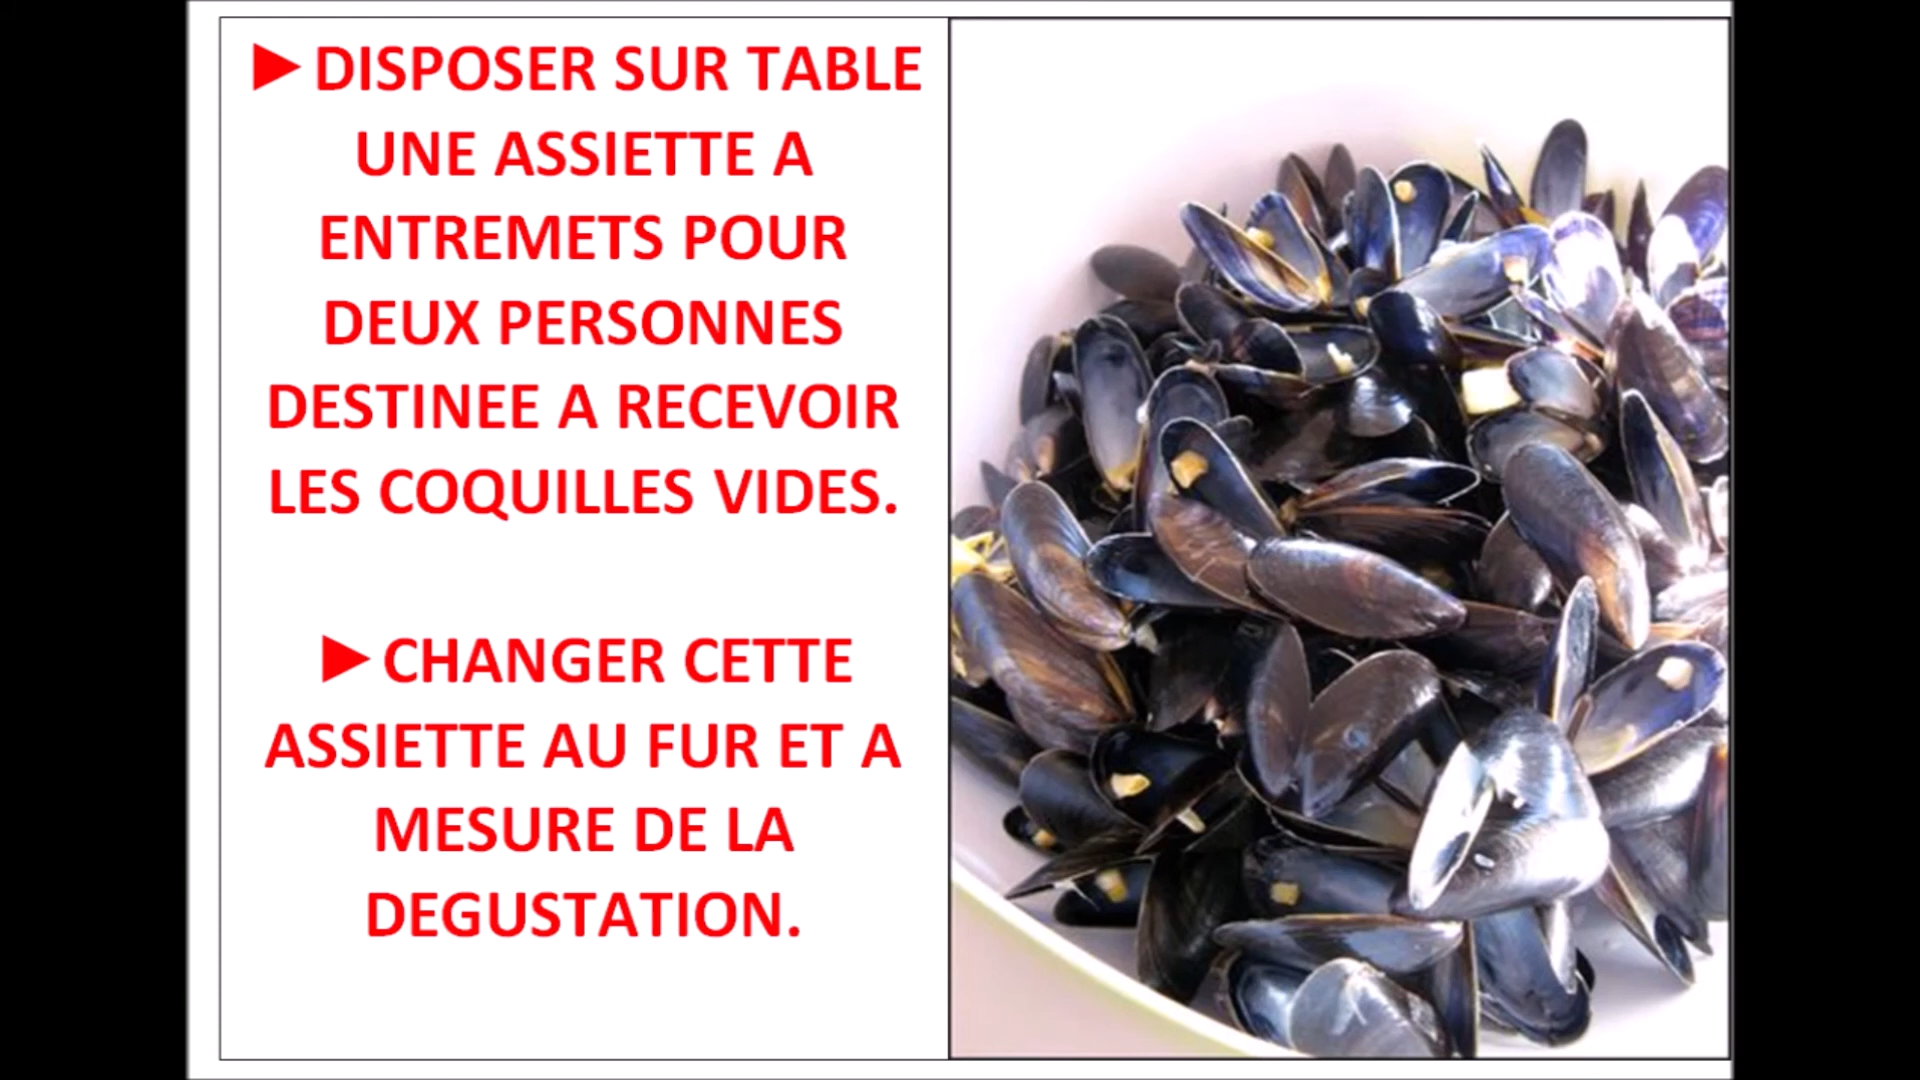 ►DISPOSER SUR TABLE
UNE ASSIETTE A
ENTREMETS POUR
DEUX PERSONNES
DESTINEE A RECEVOIR
LES COQUILLES VIDES.
►CHANGER CETTE
ASSIETTE AU FUR ET A
MESURE DE LA
DEGUSTATION.